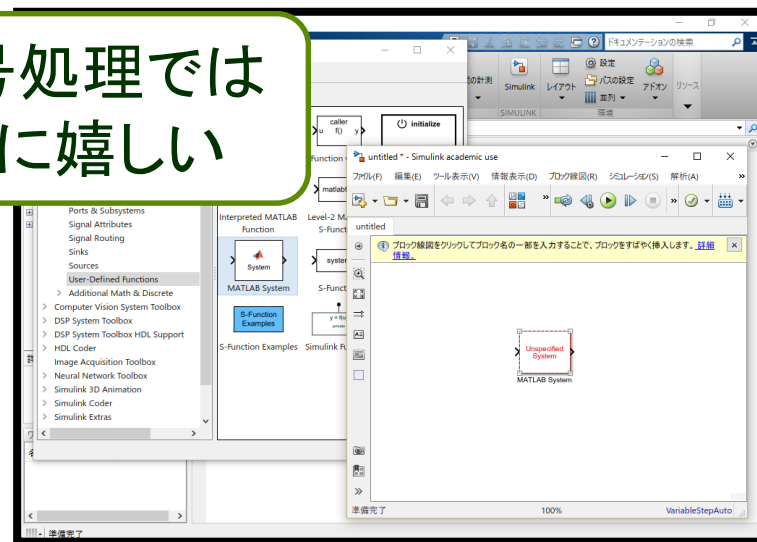 号処理では
に嬉しい
ドキュメンテーションの検索
の計測
Simulink
レイアウト
設定
パスの設定
並列
アドオン
リソース
SIMULINK
環境
caller
u f() y
initialize
Function
matlabf
Interpreted MATLAB
Function
Level-2 M
S-Funct
System
MATLAB System
system
S-Funct
S-Function
Examples
S-Function Examples
y = f(u
Simulink Fu
Ports & Subsystems
Signal Attributes
Signal Routing
Sinks
Sources
User-Defined Functions
Additional Math & Discrete
Computer Vision System Toolbox
DSP System Toolbox
DSP System Toolbox HDL Support
HDL Coder
Image Acquisition Toolbox
Neural Network Toolbox
Simulink 3D Animation
Simulink Coder
Simulink Extras
untitled * - Simulink academic use
ファイル(F) 編集(E) ツール表示(V) 情報表示(D) ブロック線図(R) シミュレーション(S) 解析(A) »
untitled
ブロック線図をクリックしてブロック名の一部を入力することで、ブロックをすばやく挿入します。詳細
情報。
Unspecified
System
MATLAB System
準備完了 100% VariableStepAuto
準備完了